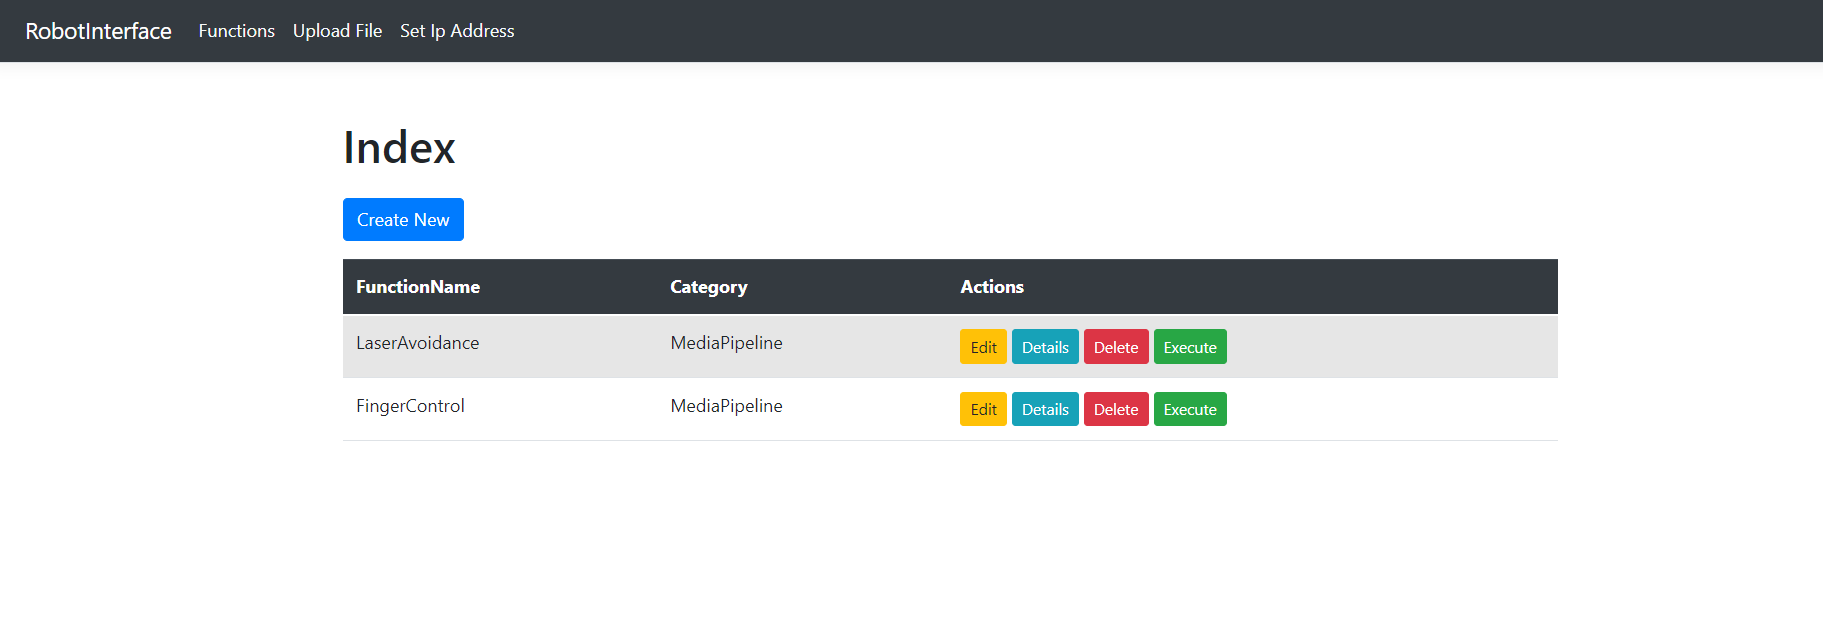 RobotInterface Functions Upload File Set Ip Address
Index
Create New
FunctionName Category Actions
LaserAvoidance MediaPipeline Edit Details Delete Execute
FingerControl MediaPipeline Edit Details Delete Execute